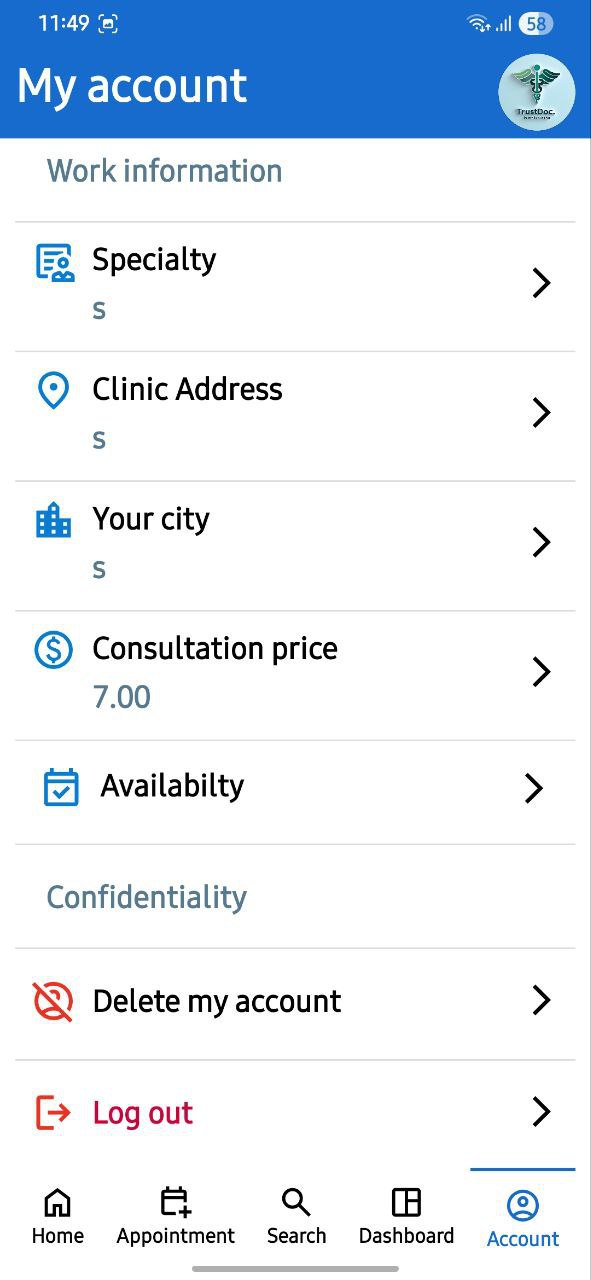 11:49
58
My account
TrustDoc.
Work information
Specialty
s
Clinic Address
s
Your city
s
Consultation price
7.00
Availabilty
Confidentiality
Delete my account
Log out
Home
Appointment
Search
Dashboard
Account